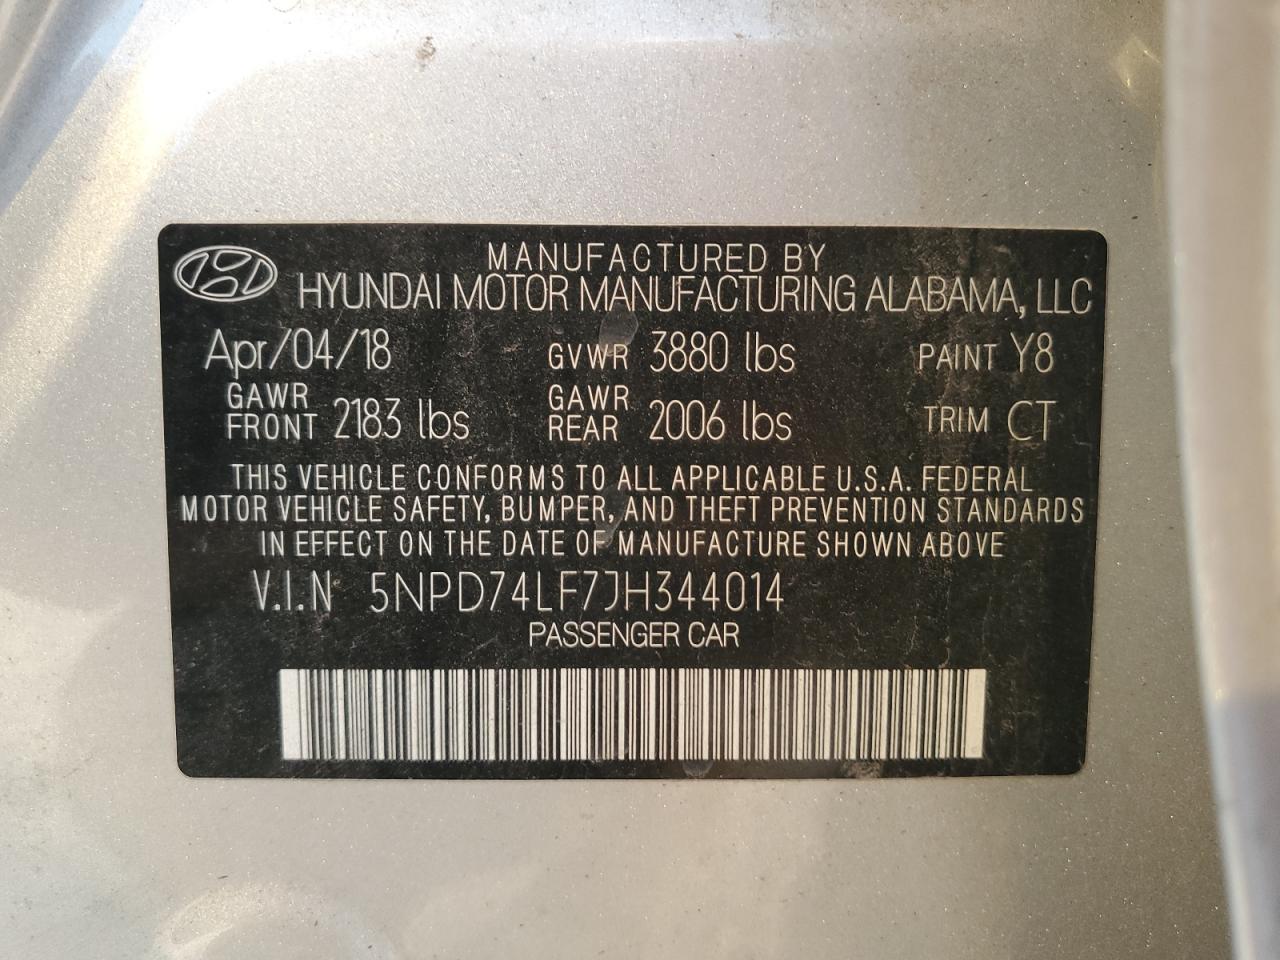 MANUFACTURED BY
HYUNDAI MOTOR MANUFACTURING ALABAMA, LLC
Apr/04/18 GVWR 3880 lbs PAINT Y8
GAWR FRONT 2183 lbs GAWR REAR 2006 lbs TRIM CT
THIS VEHICLE CONFORMS TO ALL APPLICABLE U.S.A. FEDERAL
MOTOR VEHICLE SAFETY, BUMPER, AND THEFT PREVENTION STANDARDS
IN EFFECT ON THE DATE OF MANUFACTURE SHOWN ABOVE
V.I.N 5NPD74LF7JH344014
PASSENGER CAR